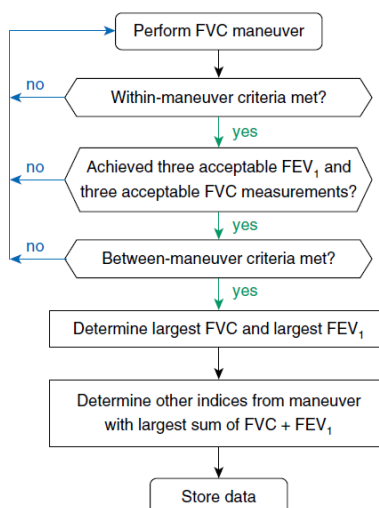 Perform FVC maneuver
no
Within-maneuver criteria met?
yes
no
Achieved three acceptable FEV₁ and
three acceptable FVC measurements?
yes
no
Between-maneuver criteria met?
yes
Determine largest FVC and largest FEV₁
Determine other indices from maneuver
with largest sum of FVC + FEV₁
Store data